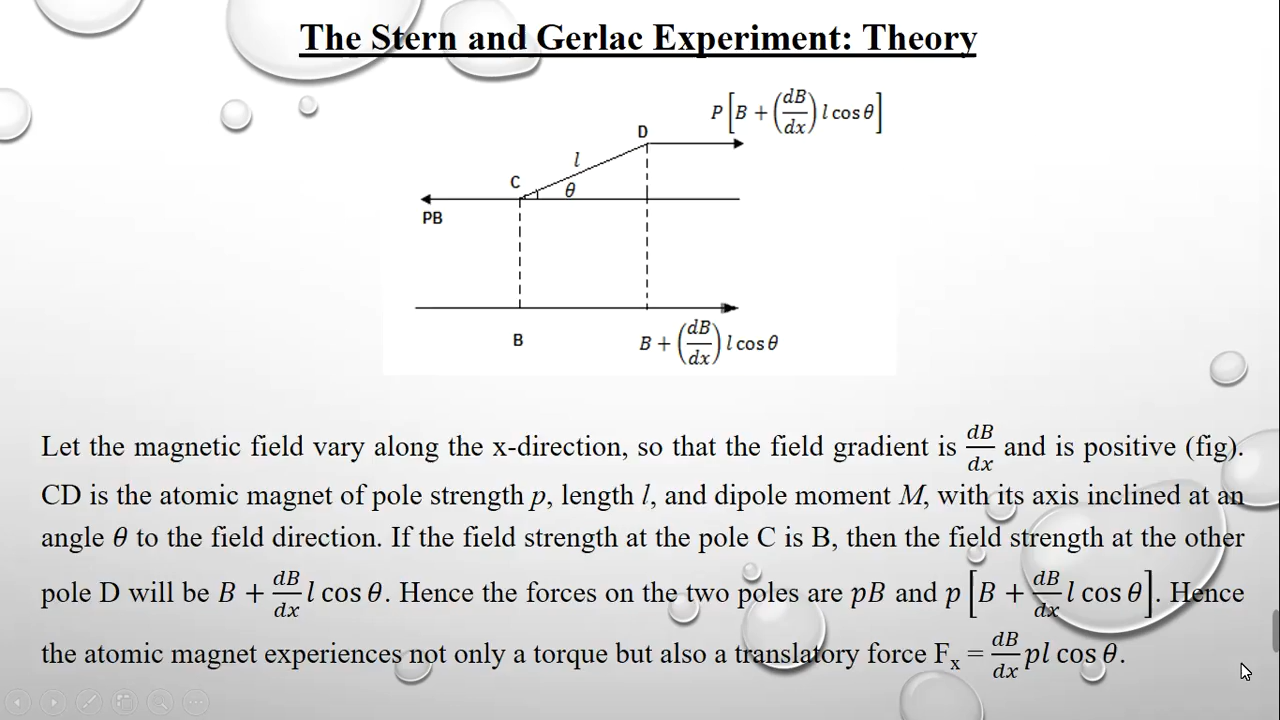 The Stern and Gerlac Experiment: Theory
P[B + (dB/dx) l cos θ]
D
l
C
θ
PB
B
B + (dB/dx) l cos θ
Let the magnetic field vary along the x-direction, so that the field gradient is dB/dx and is positive (fig).
CD is the atomic magnet of pole strength p, length l, and dipole moment M, with its axis inclined at an
angle θ to the field direction. If the field strength at the pole C is B, then the field strength at the other
pole D will be B + dB/dx l cos θ. Hence the forces on the two poles are pB and p[B + dB/dx l cos θ]. Hence
the atomic magnet experiences not only a torque but also a translatory force Fₓ = dB/dx pl cos θ.